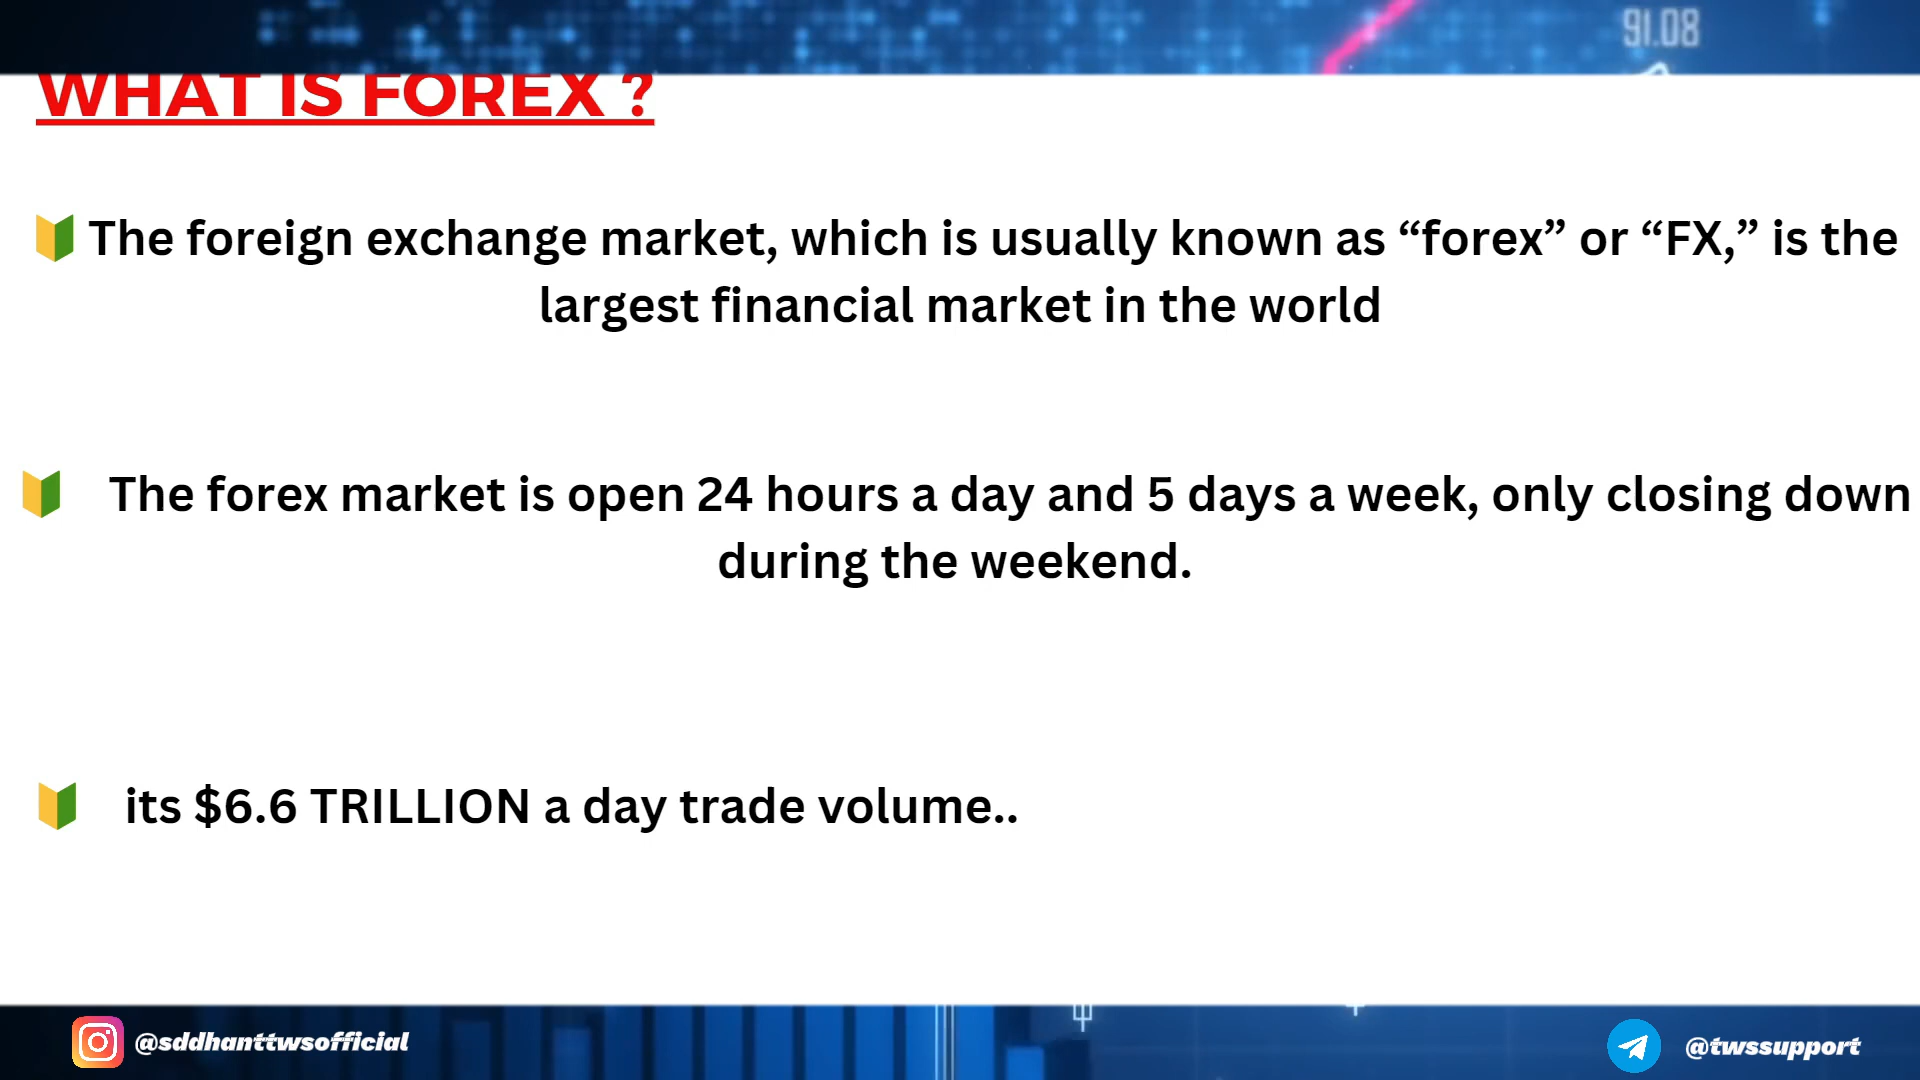 91.08
WHAT IS FOREX ?
🔰 The foreign exchange market, which is usually known as “forex” or “FX,” is the
largest financial market in the world
🔰 The forex market is open 24 hours a day and 5 days a week, only closing down
during the weekend.
🔰 its $6.6 TRILLION a day trade volume..
@sddhanttwsofficial
@twssupport